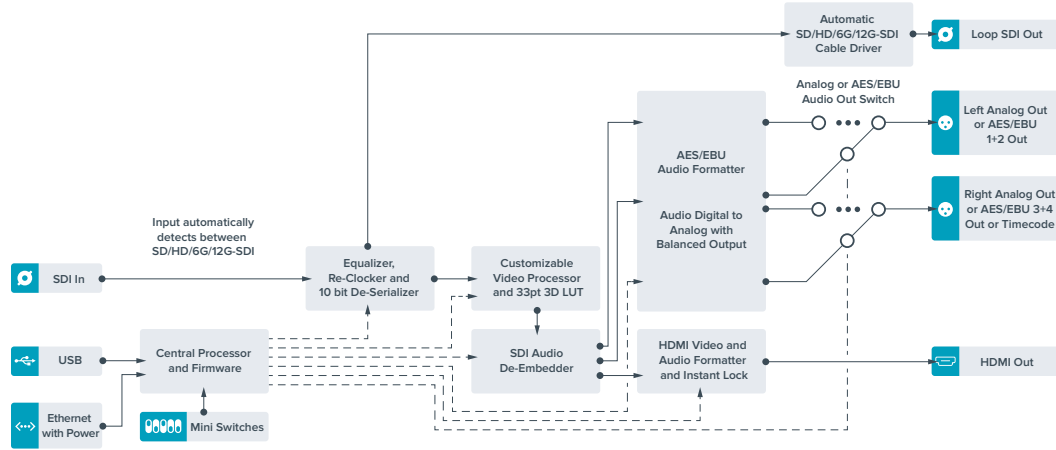 Automatic
SD/HD/6G/12G-SDI
Cable Driver
Loop SDI Out
Analog or AES/EBU
Audio Out Switch
Left Analog Out
or AES/EBU
1+2 Out
AES/EBU
Audio Formatter
Audio Digital to
Analog with
Balanced Output
Right Analog Out
or AES/EBU 3+4
Out or Timecode
Input automatically
detects between
SD/HD/6G/12G-SDI
SDI In
Equalizer,
Re-Clocker and
10 bit De-Serializer
Customizable
Video Processor
and 33pt 3D LUT
USB
Central Processor
and Firmware
SDI Audio
De-Embedder
HDMI Video and
Audio Formatter
and Instant Lock
HDMI Out
Ethernet
with Power
Mini Switches